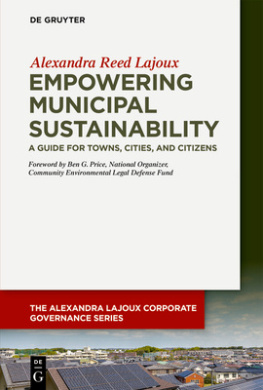 DE GRUYTER
Alexandra Reed Lajoux
EMPOWERING
MUNICIPAL
SUSTAINABILITY
A GUIDE FOR TOWNS, CITIES, AND CITIZENS
Foreword by Ben G. Price, National Organizer,
Community Environmental Legal Defense Fund
THE ALEXANDRA LAJOUX CORPORATE
GOVERNANCE SERIES
DE
G